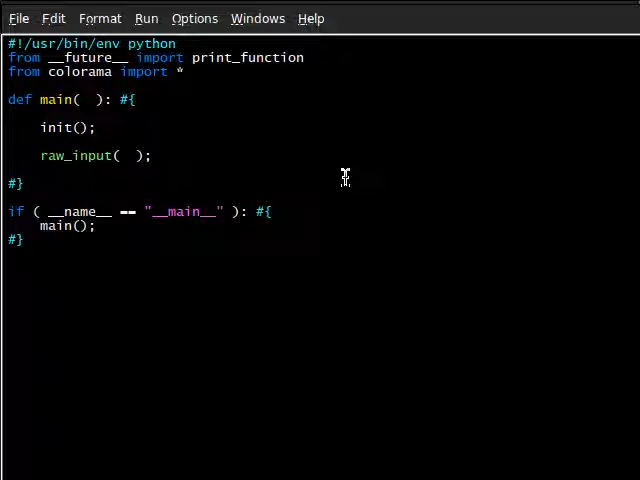 File Edit Format Run Options Windows Help
#!/usr/bin/env python
from __future__ import print_function
from colorama import *
def main(  ): #{
    init();
    raw_input(  );
#}
if ( __name__ == "__main__" ): #{
    main();
#}